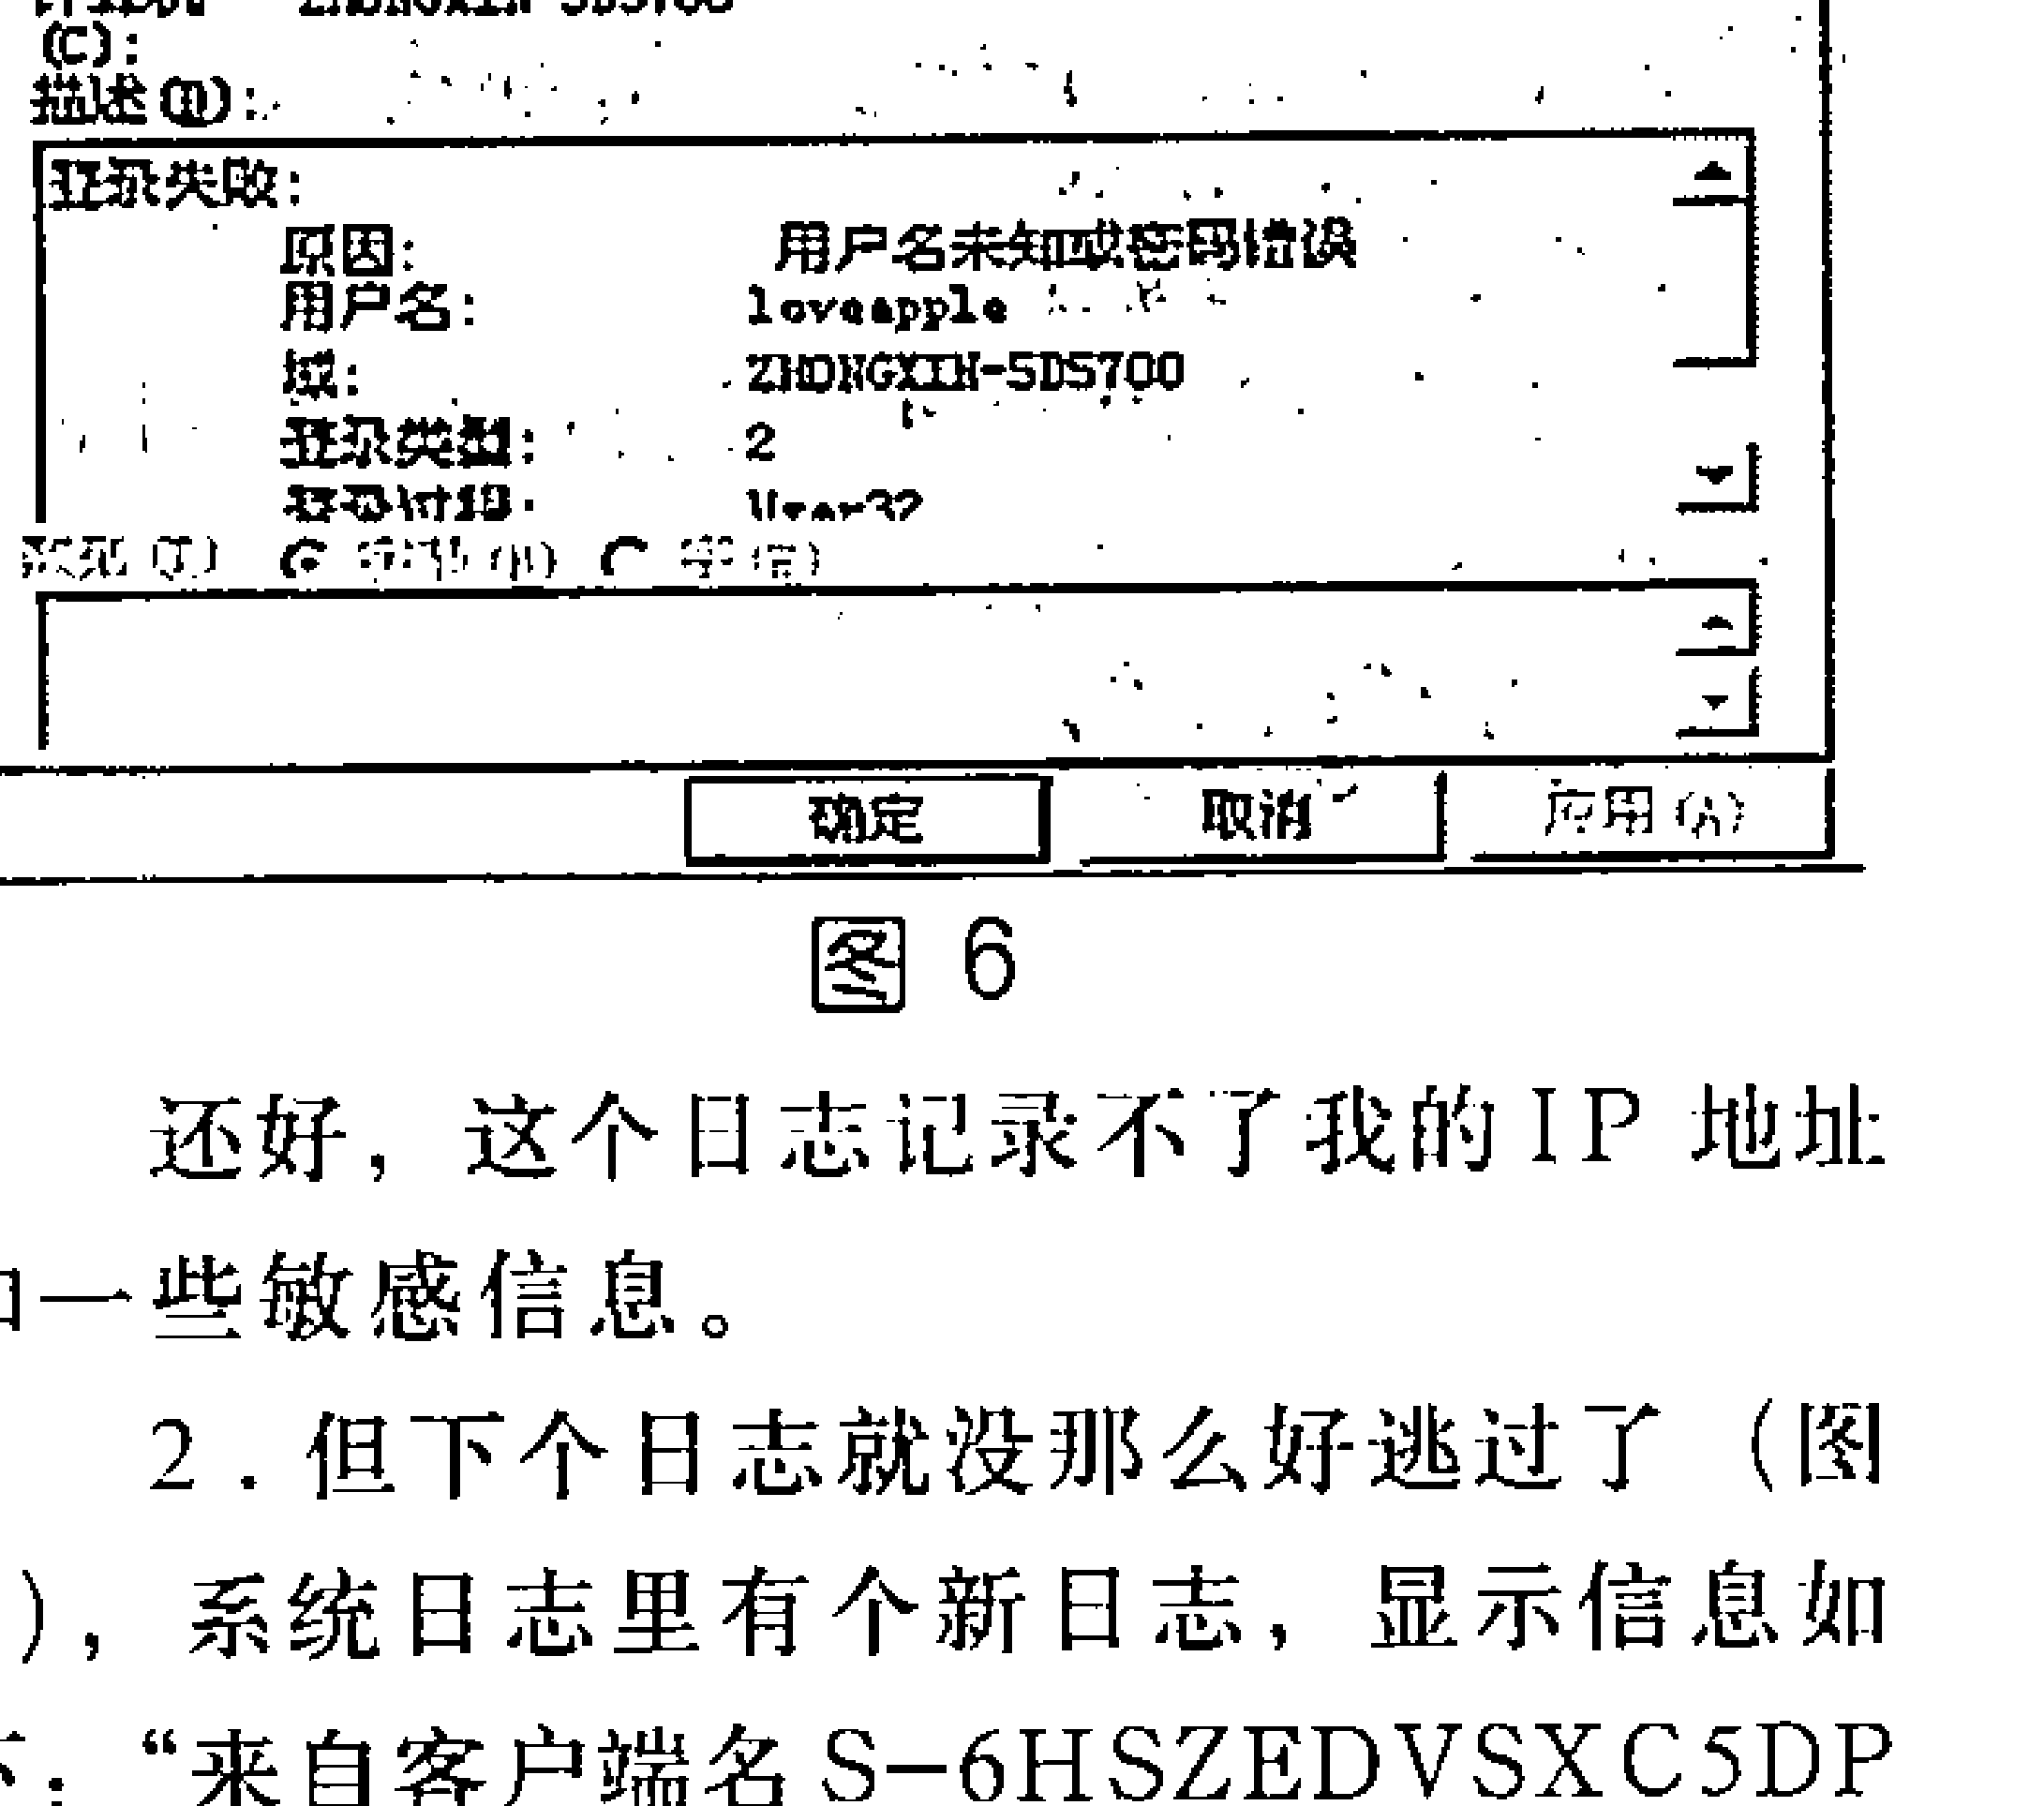 ZHONGXIN-SDS700
(C):
描述(D):
登录失败:
原因: 用户名未知或密码错误
用户名: loveapple
域: ZHONGXIN-SDS700
登录类型: 2
User32
确定 取消 应用(A)
图 6
还好，这个日志记录不了我的IP 地址
一些敏感信息。
2．但下个日志就没那么好逃过了（图
），系统日志里有个新日志，显示信息如
：“来自客户端名 S-6HSZEDVSXC5DP